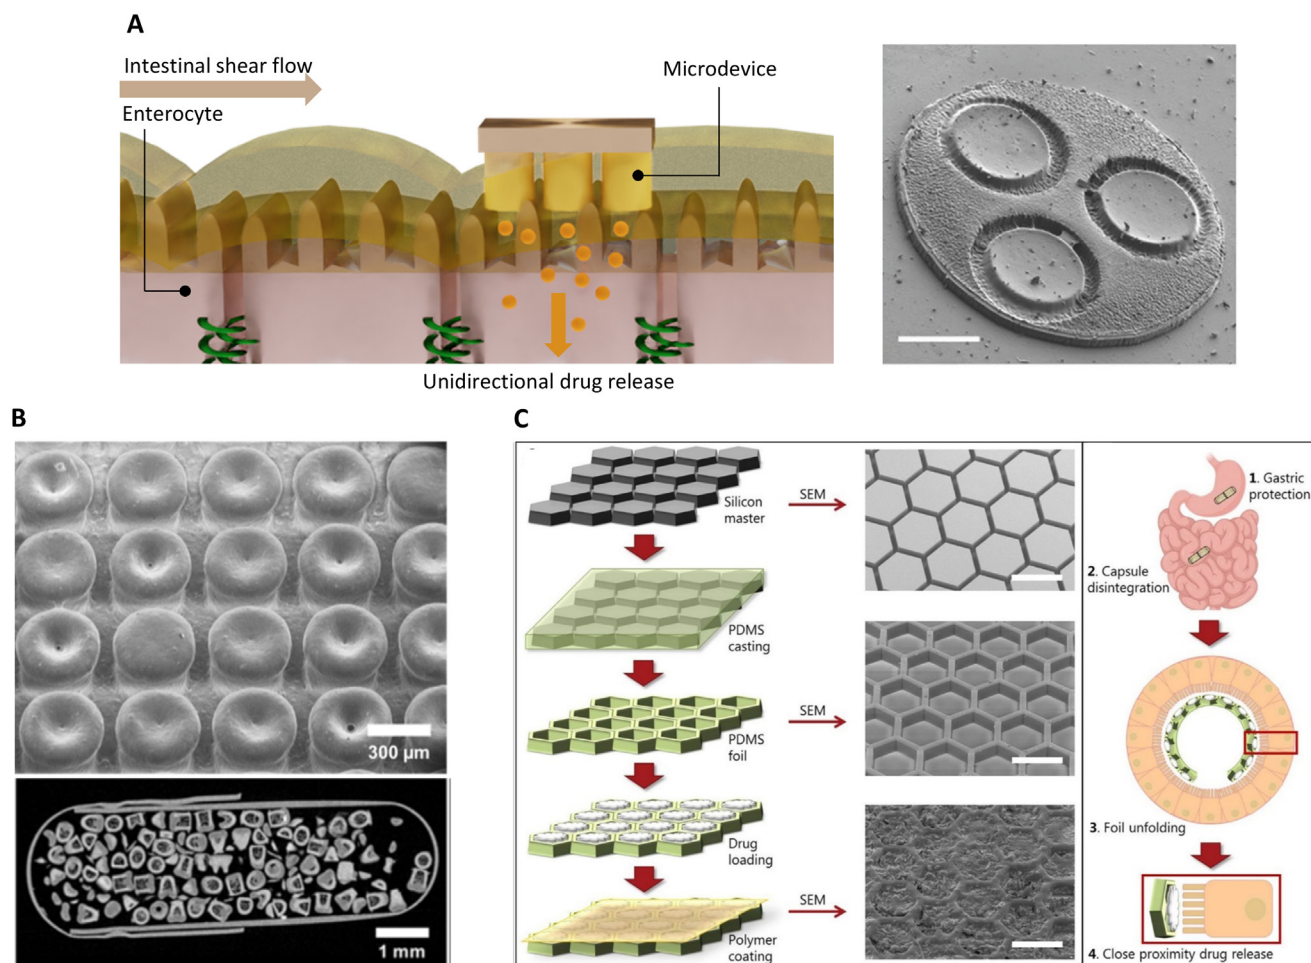 A
Intestinal shear flow
Enterocyte
Microdevice
Unidirectional drug release
B
300 µm
1 mm
C
Silicon
master
SEM
PDMS
casting
PDMS
foil
SEM
Drug
loading
Polymer
coating
SEM
1. Gastric
protection
2. Capsule
disintegration
3. Foil unfolding
4. Close proximity drug release